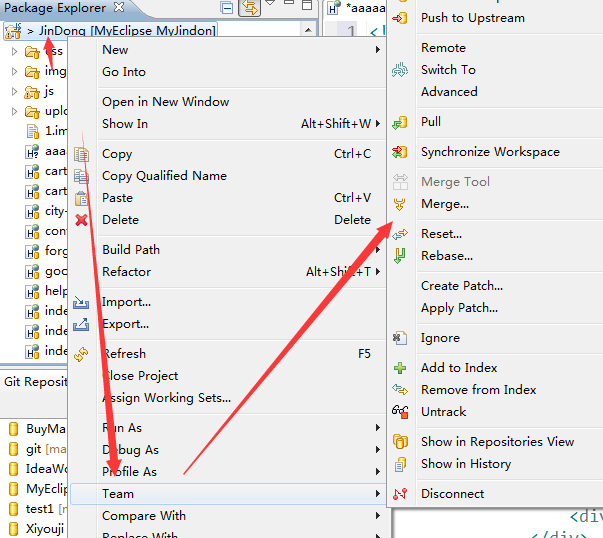 Package Explorer
*aaaaa
> JinDong [MyEclipse MyJindon]
1 <!
css
img
js
uplo
1.im
aaa
cart
cart
city-
con
forg
goo
help
inde
inde
inde
New
Go Into
Open in New Window
Show In Alt+Shift+W
Copy Ctrl+C
Copy Qualified Name
Paste Ctrl+V
Delete Delete
Build Path
Refactor Alt+Shift+T
Import...
Export...
Refresh F5
Close Project
Assign Working Sets...
Run As
Debug As
Profile As
Team
Compare With
Replace With
Push to Upstream
Remote
Switch To
Advanced
Pull
Synchronize Workspace
Merge Tool
Merge...
Reset...
Rebase...
Create Patch...
Apply Patch...
Ignore
Add to Index
Remove from Index
Untrack
Show in Repositories View
Show in History
Disconnect
Git Reposit
BuyMa
git [ma
IdeaWo
MyEclip
test1 [Ma
Xiyouji
<div
</div>